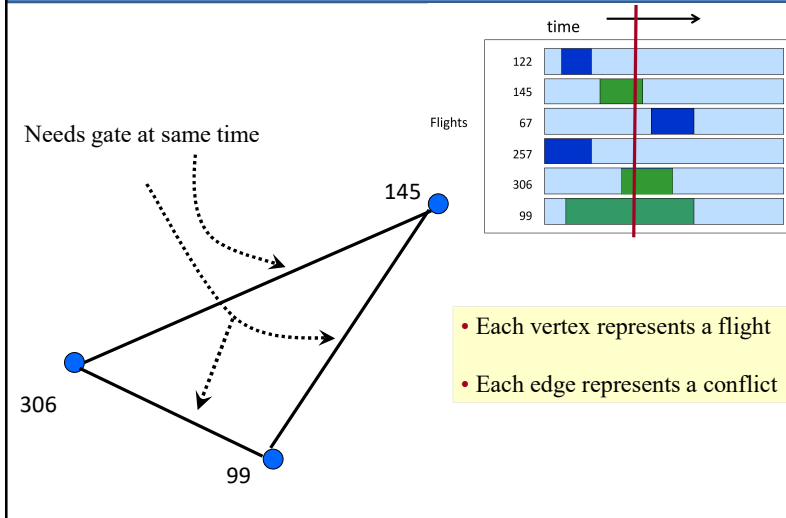 time
Flights
122
145
67
257
306
99
Needs gate at same time
145
306
99
• Each vertex represents a flight
• Each edge represents a conflict